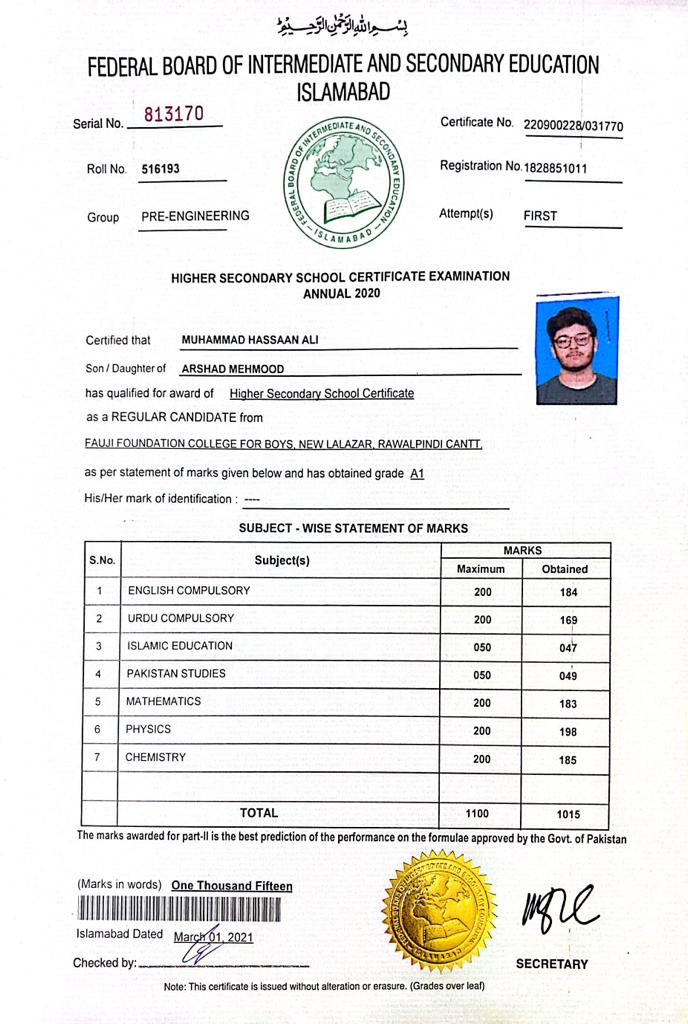 بسم الله الرحمن الرحيم
FEDERAL BOARD OF INTERMEDIATE AND SECONDARY EDUCATION
ISLAMABAD
Serial No. 813170
Certificate No. 220900228/031770
Roll No. 516193
Registration No. 1828851011
Group PRE-ENGINEERING
Attempt(s) FIRST
FEDERAL BOARD OF INTERMEDIATE AND SECONDARY EDUCATION
- ISLAMABAD -
HIGHER SECONDARY SCHOOL CERTIFICATE EXAMINATION
ANNUAL 2020
Certified that MUHAMMAD HASSAAN ALI
Son / Daughter of ARSHAD MEHMOOD
has qualified for award of Higher Secondary School Certificate
as a REGULAR CANDIDATE from
FAUJI FOUNDATION COLLEGE FOR BOYS, NEW LALAZAR, RAWALPINDI CANTT.
as per statement of marks given below and has obtained grade A1
His/Her mark of identification : ----
SUBJECT - WISE STATEMENT OF MARKS
S.No. Subject(s) MARKS
Maximum Obtained
1 ENGLISH COMPULSORY 200 184
2 URDU COMPULSORY 200 169
3 ISLAMIC EDUCATION 050 047
4 PAKISTAN STUDIES 050 049
5 MATHEMATICS 200 183
6 PHYSICS 200 198
7 CHEMISTRY 200 185
TOTAL 1100 1015
The marks awarded for part-II is the best prediction of the performance on the formulae approved by the Govt. of Pakistan
(Marks in words) One Thousand Fifteen
Islamabad Dated March 01, 2021
Checked by:
SECRETARY
Note: This certificate is issued without alteration or erasure. (Grades over leaf)